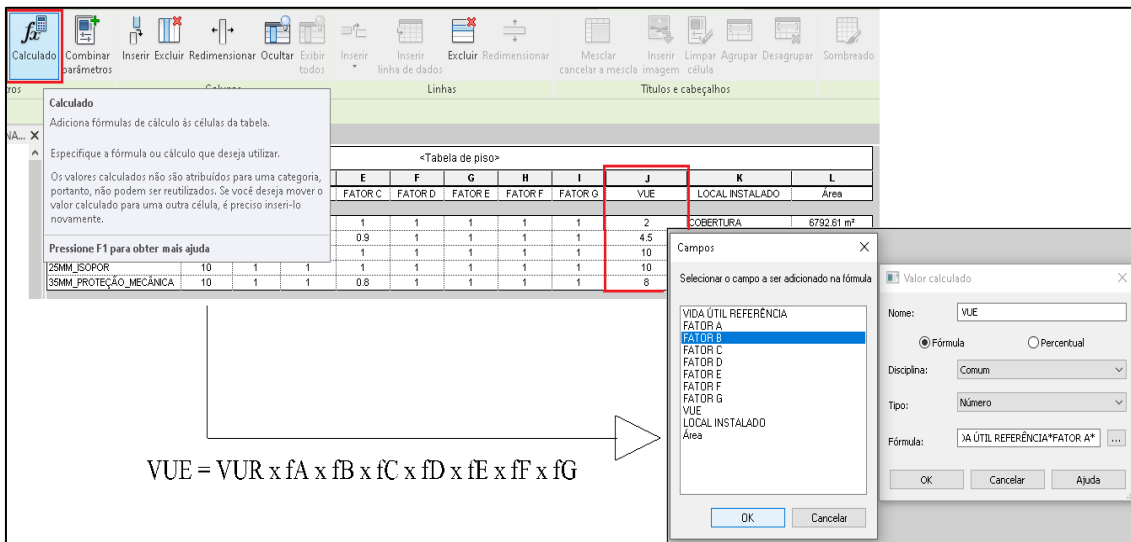 Calculado Combinar parâmetros Inserir Excluir Redimensionar Ocultar Exibir todos Inserir Inserir linha de dados Excluir Redimensionar Mesclar cancelar a mescla Inserir imagem Limpar célula Agrupar Desagrupar Sombreado
Linhas Títulos e cabeçalhos
Calculado
Adiciona fórmulas de cálculo às células da tabela.
Especifique a fórmula ou cálculo que deseja utilizar.
Os valores calculados não são atribuídos para uma categoria,
portanto, não podem ser reutilizados. Se você deseja mover o
valor calculado para uma outra célula, é preciso inseri-lo
novamente.
Pressione F1 para obter mais ajuda
<Tabela de piso>
E F G H I J K L
FATOR C FATOR D FATOR E FATOR F FATOR G VUE LOCAL INSTALADO Área
1 1 1 1 1 2 COBERTURA 6792.61 m²
0.9 1 1 1 1 4.5
1 1 1 1 1 10
25MM_ISOPOR 10 1 1 1 1 1 1 1 10
35MM_PROTEÇÃO_MECÂNICA 10 1 1 0.8 1 1 1 1 8
Campos
Selecionar o campo a ser adicionado na fórmula
VIDA ÚTIL REFERÊNCIA
FATOR A
FATOR B
FATOR C
FATOR D
FATOR E
FATOR F
FATOR G
VUE
LOCAL INSTALADO
Área
OK Cancelar
Valor calculado
Nome: VUE
Fórmula Percentual
Disciplina: Comum
Tipo: Número
Fórmula: ÚTIL REFERÊNCIA*FATOR A* ...
OK Cancelar Ajuda
VUE = VUR x fA x fB x fC x fD x fE x fF x fG